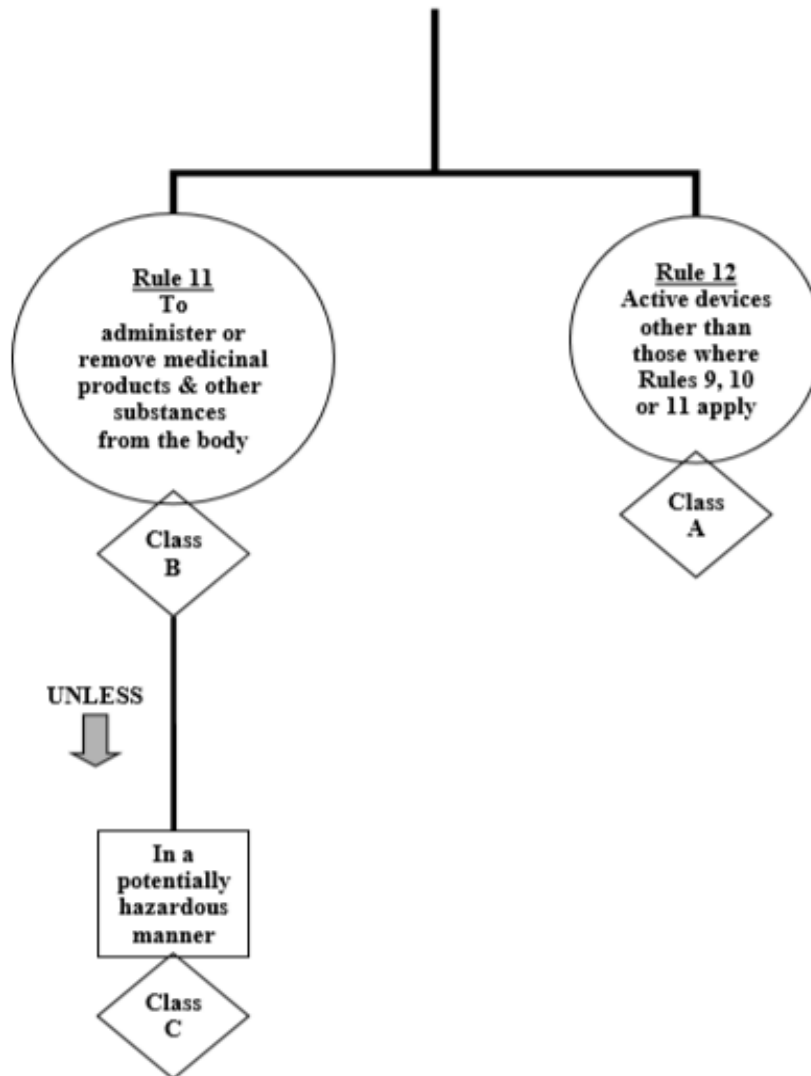 Rule 11
To
administer or
remove medicinal
products & other
substances
from the body
Class
B
UNLESS
In a
potentially
hazardous
manner
Class
C
Rule 12
Active devices
other than
those where
Rules 9, 10
or 11 apply
Class
A